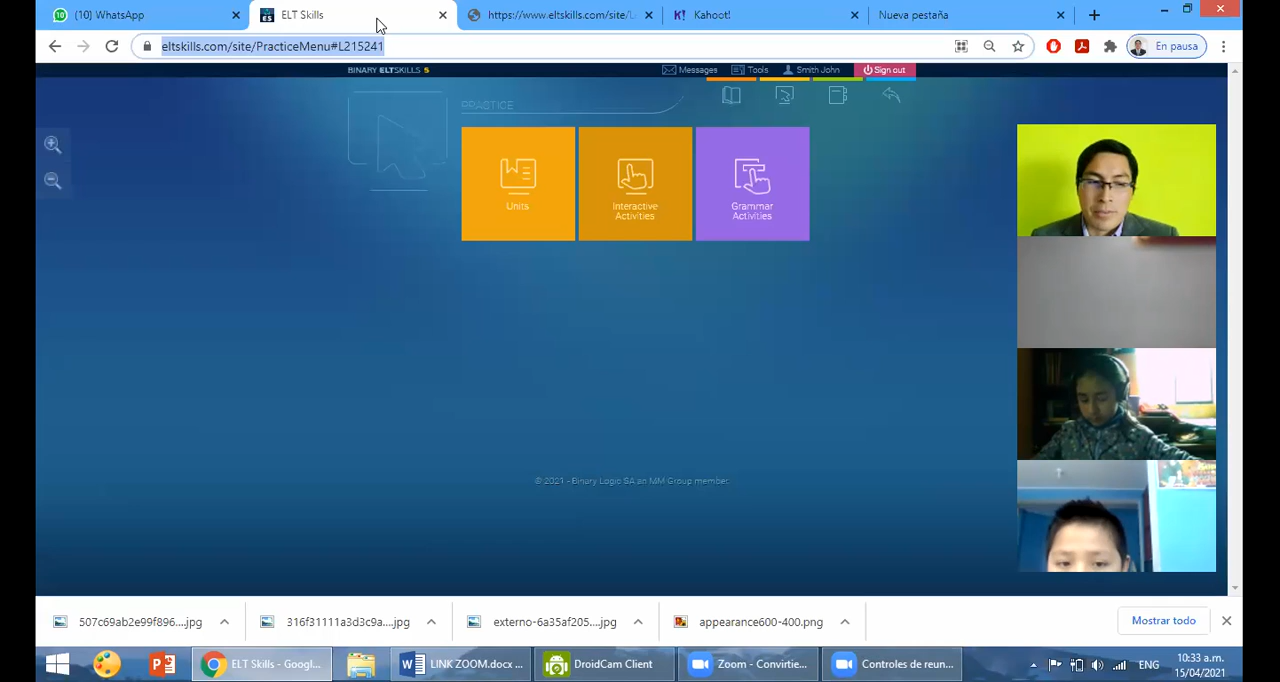 (10) WhatsApp
ELT Skills
https://www.eltskills.com/site/L
Kahoot!
Nueva pestaña
eltskills.com/site/PracticeMenu#L215241
En pausa
BINARY ELTSKILLS 5
Messages
Tools
Smith John
Sign out
PRACTICE
Units
Interactive
Activities
Grammar
Activities
© 2021 - Binary Logic SA an MM Group member.
507c69ab2e99f896....jpg
316f31111a3d3c9a....jpg
externo-6a35af205....jpg
appearance600-400.png
Mostrar todo
ELT Skills - Googl...
LINK ZOOM.docx ...
DroidCam Client
Zoom - Convirtie...
Controles de reun...
ENG
10:33 a.m.
15/04/2021